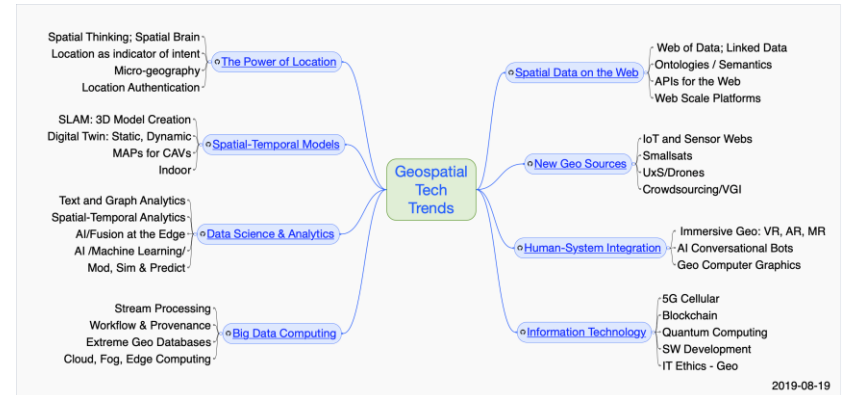 Spatial Thinking; Spatial Brain
Location as indicator of intent
Micro-geography
Location Authentication
The Power of Location
SLAM: 3D Model Creation
Digital Twin: Static, Dynamic
MAPs for CAVs
Indoor
Spatial-Temporal Models
Text and Graph Analytics
Spatial-Temporal Analytics
AI/Fusion at the Edge
AI /Machine Learning/
Mod, Sim & Predict
Data Science & Analytics
Stream Processing
Workflow & Provenance
Extreme Geo Databases
Cloud, Fog, Edge Computing
Big Data Computing
Geospatial
Tech
Trends
Spatial Data on the Web
Web of Data; Linked Data
Ontologies / Semantics
APIs for the Web
Web Scale Platforms
New Geo Sources
IoT and Sensor Webs
Smallsats
UxS/Drones
Crowdsourcing/VGI
Human-System Integration
Immersive Geo: VR, AR, MR
AI Conversational Bots
Geo Computer Graphics
Information Technology
5G Cellular
Blockchain
Quantum Computing
SW Development
IT Ethics - Geo
2019-08-19